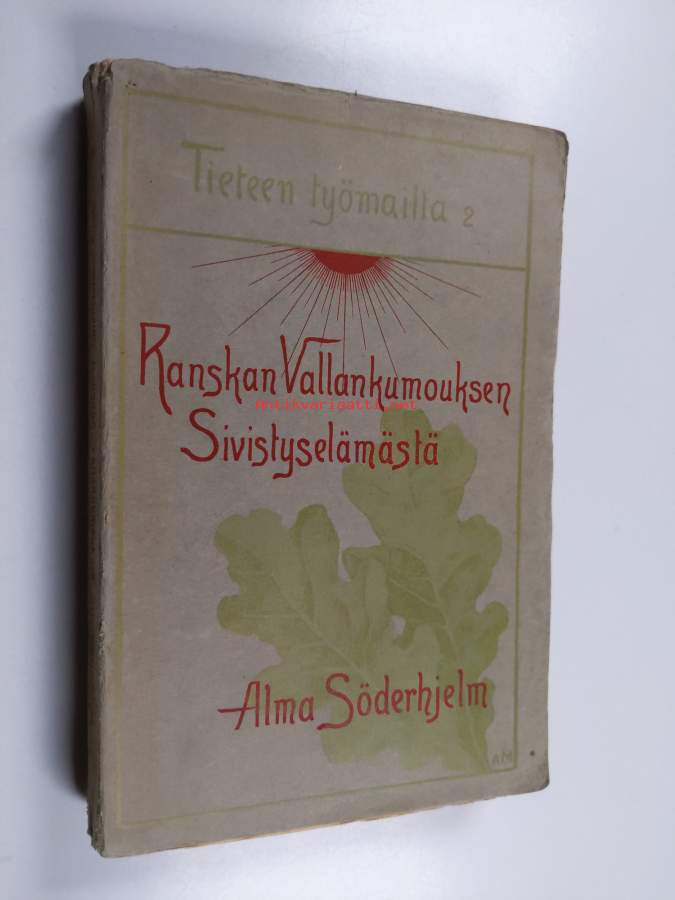 Tieteen työmailta 2
Ranskan Vallankumouksen
antikvariaatti.net
Sivistyselämästä
Alma Söderhjelm
AM